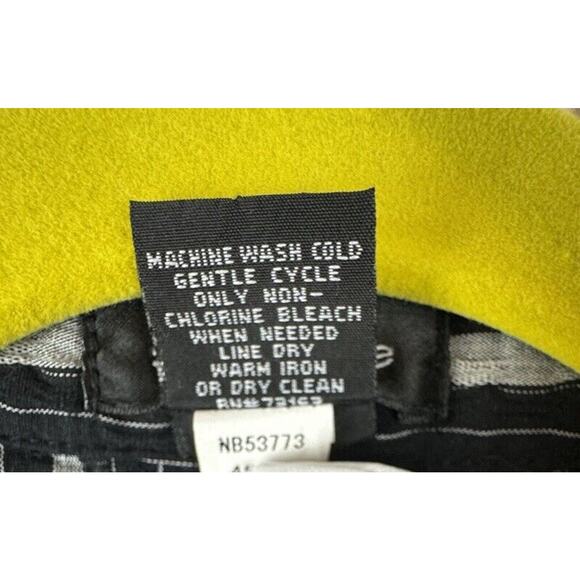 MACHINE WASH COLD
GENTLE CYCLE
ONLY NON-
CHLORINE BLEACH
WHEN NEEDED
LINE DRY
WARM IRON
OR DRY CLEAN
NB53773
e